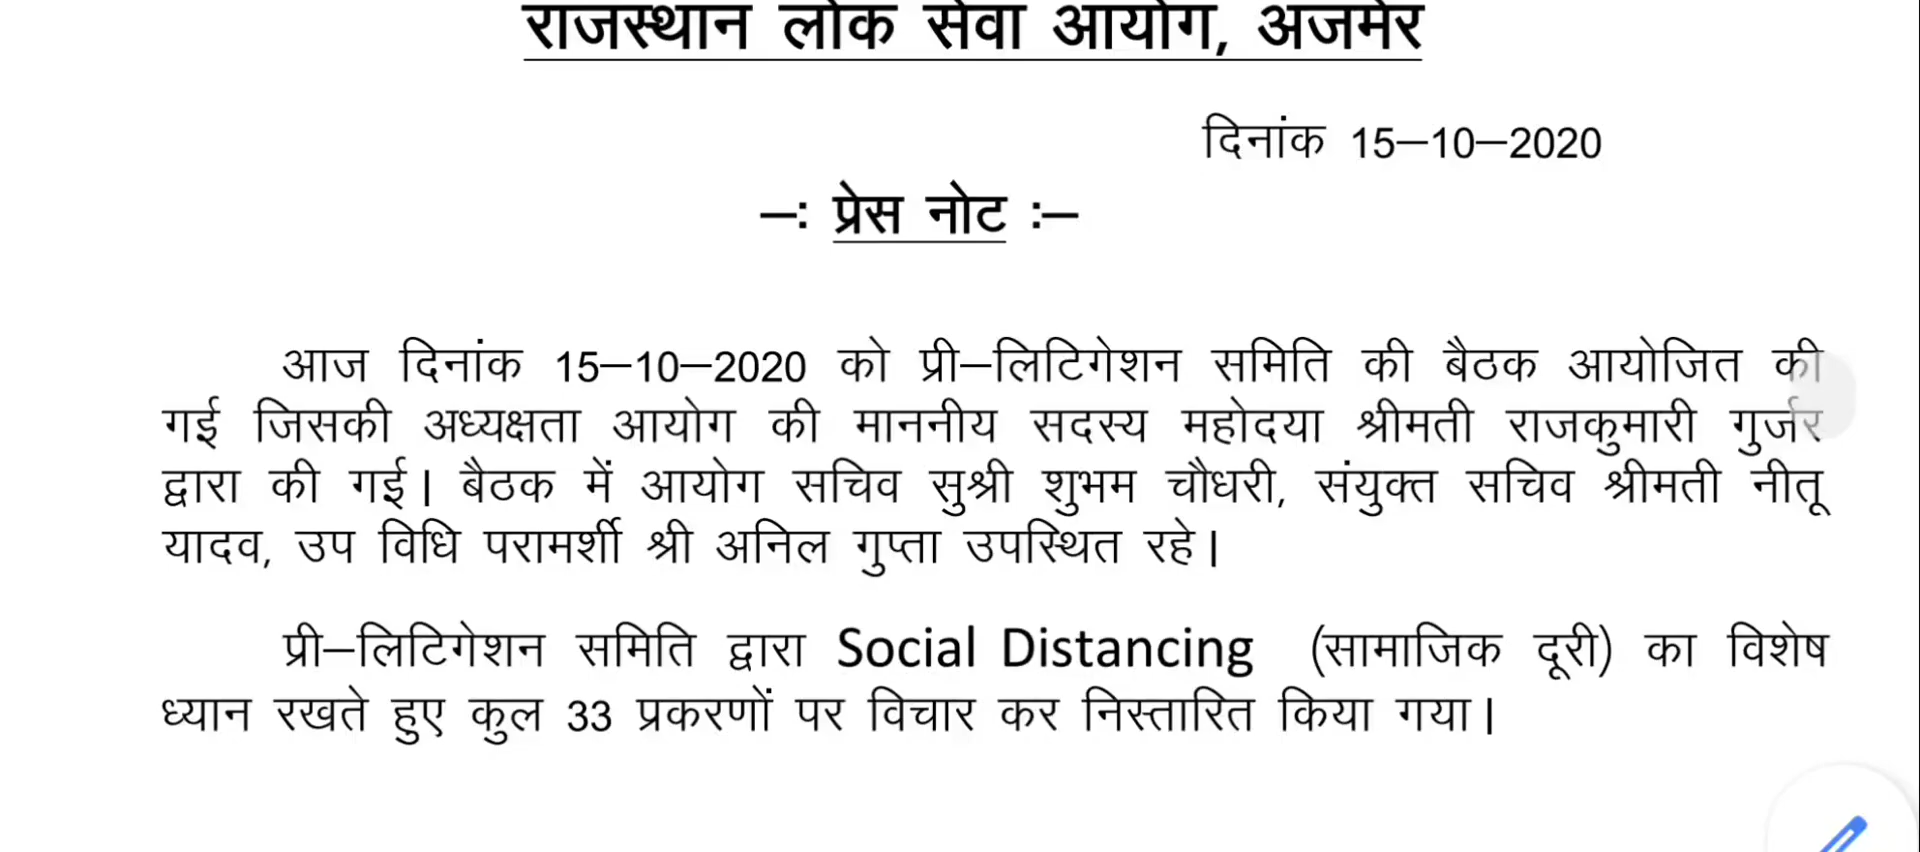 राजस्थान लोक सेवा आयोग, अजमेर
दिनांक 15–10–2020
–: प्रेस नोट :–
आज दिनांक 15–10–2020 को प्री–लिटिगेशन समिति की बैठक आयोजित की
गई जिसकी अध्यक्षता आयोग की माननीय सदस्य महोदया श्रीमती राजकुमारी गुर्जर
द्वारा की गई। बैठक में आयोग सचिव सुश्री शुभम चौधरी, संयुक्त सचिव श्रीमती नीतू
यादव, उप विधि परामर्शी श्री अनिल गुप्ता उपस्थित रहे।
प्री–लिटिगेशन समिति द्वारा Social Distancing (सामाजिक दूरी) का विशेष
ध्यान रखते हुए कुल 33 प्रकरणों पर विचार कर निस्तारित किया गया।